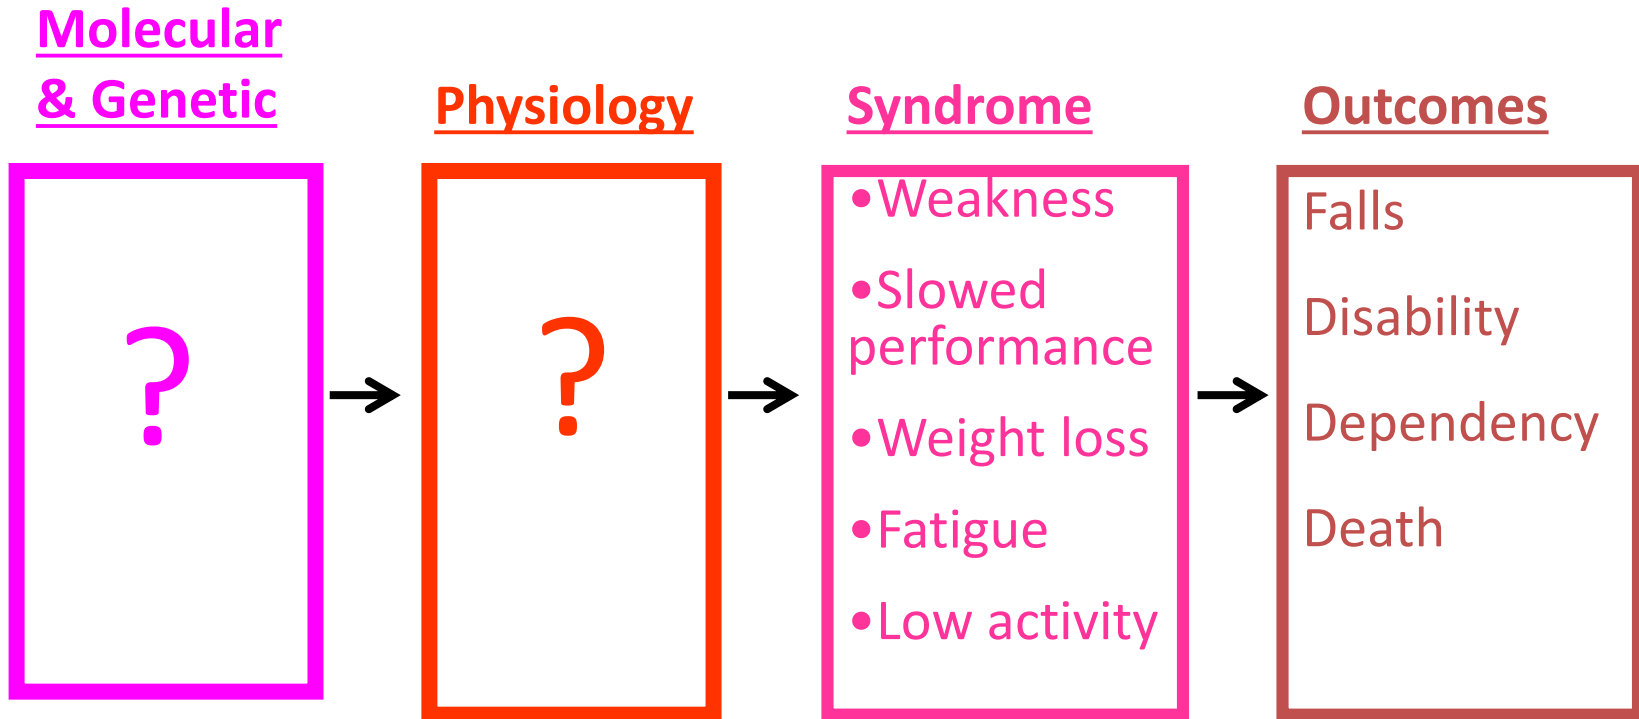 Molecular
& Genetic
?
Physiology
?
Syndrome
•Weakness
•Slowed
performance
•Weight loss
•Fatigue
•Low activity
Outcomes
Falls
Disability
Dependency
Death